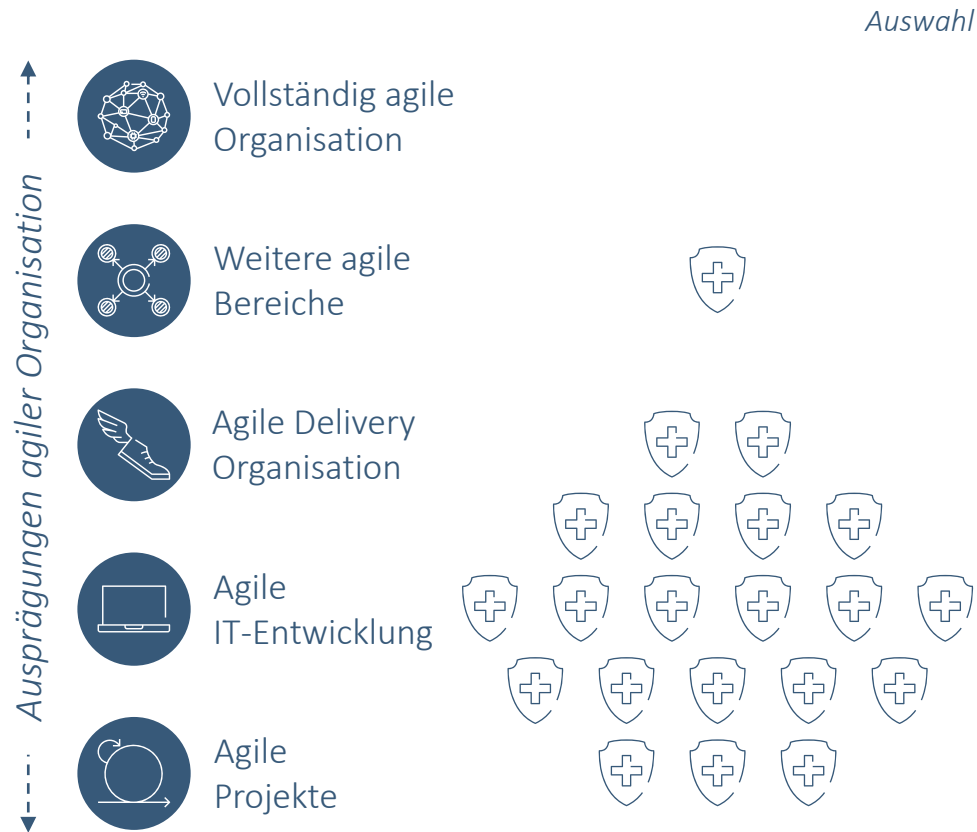 Auswahl
Ausprägungen agiler Organisation
Vollständig agile
Organisation
Weitere agile
Bereiche
Agile Delivery
Organisation
Agile
IT-Entwicklung
Agile
Projekte